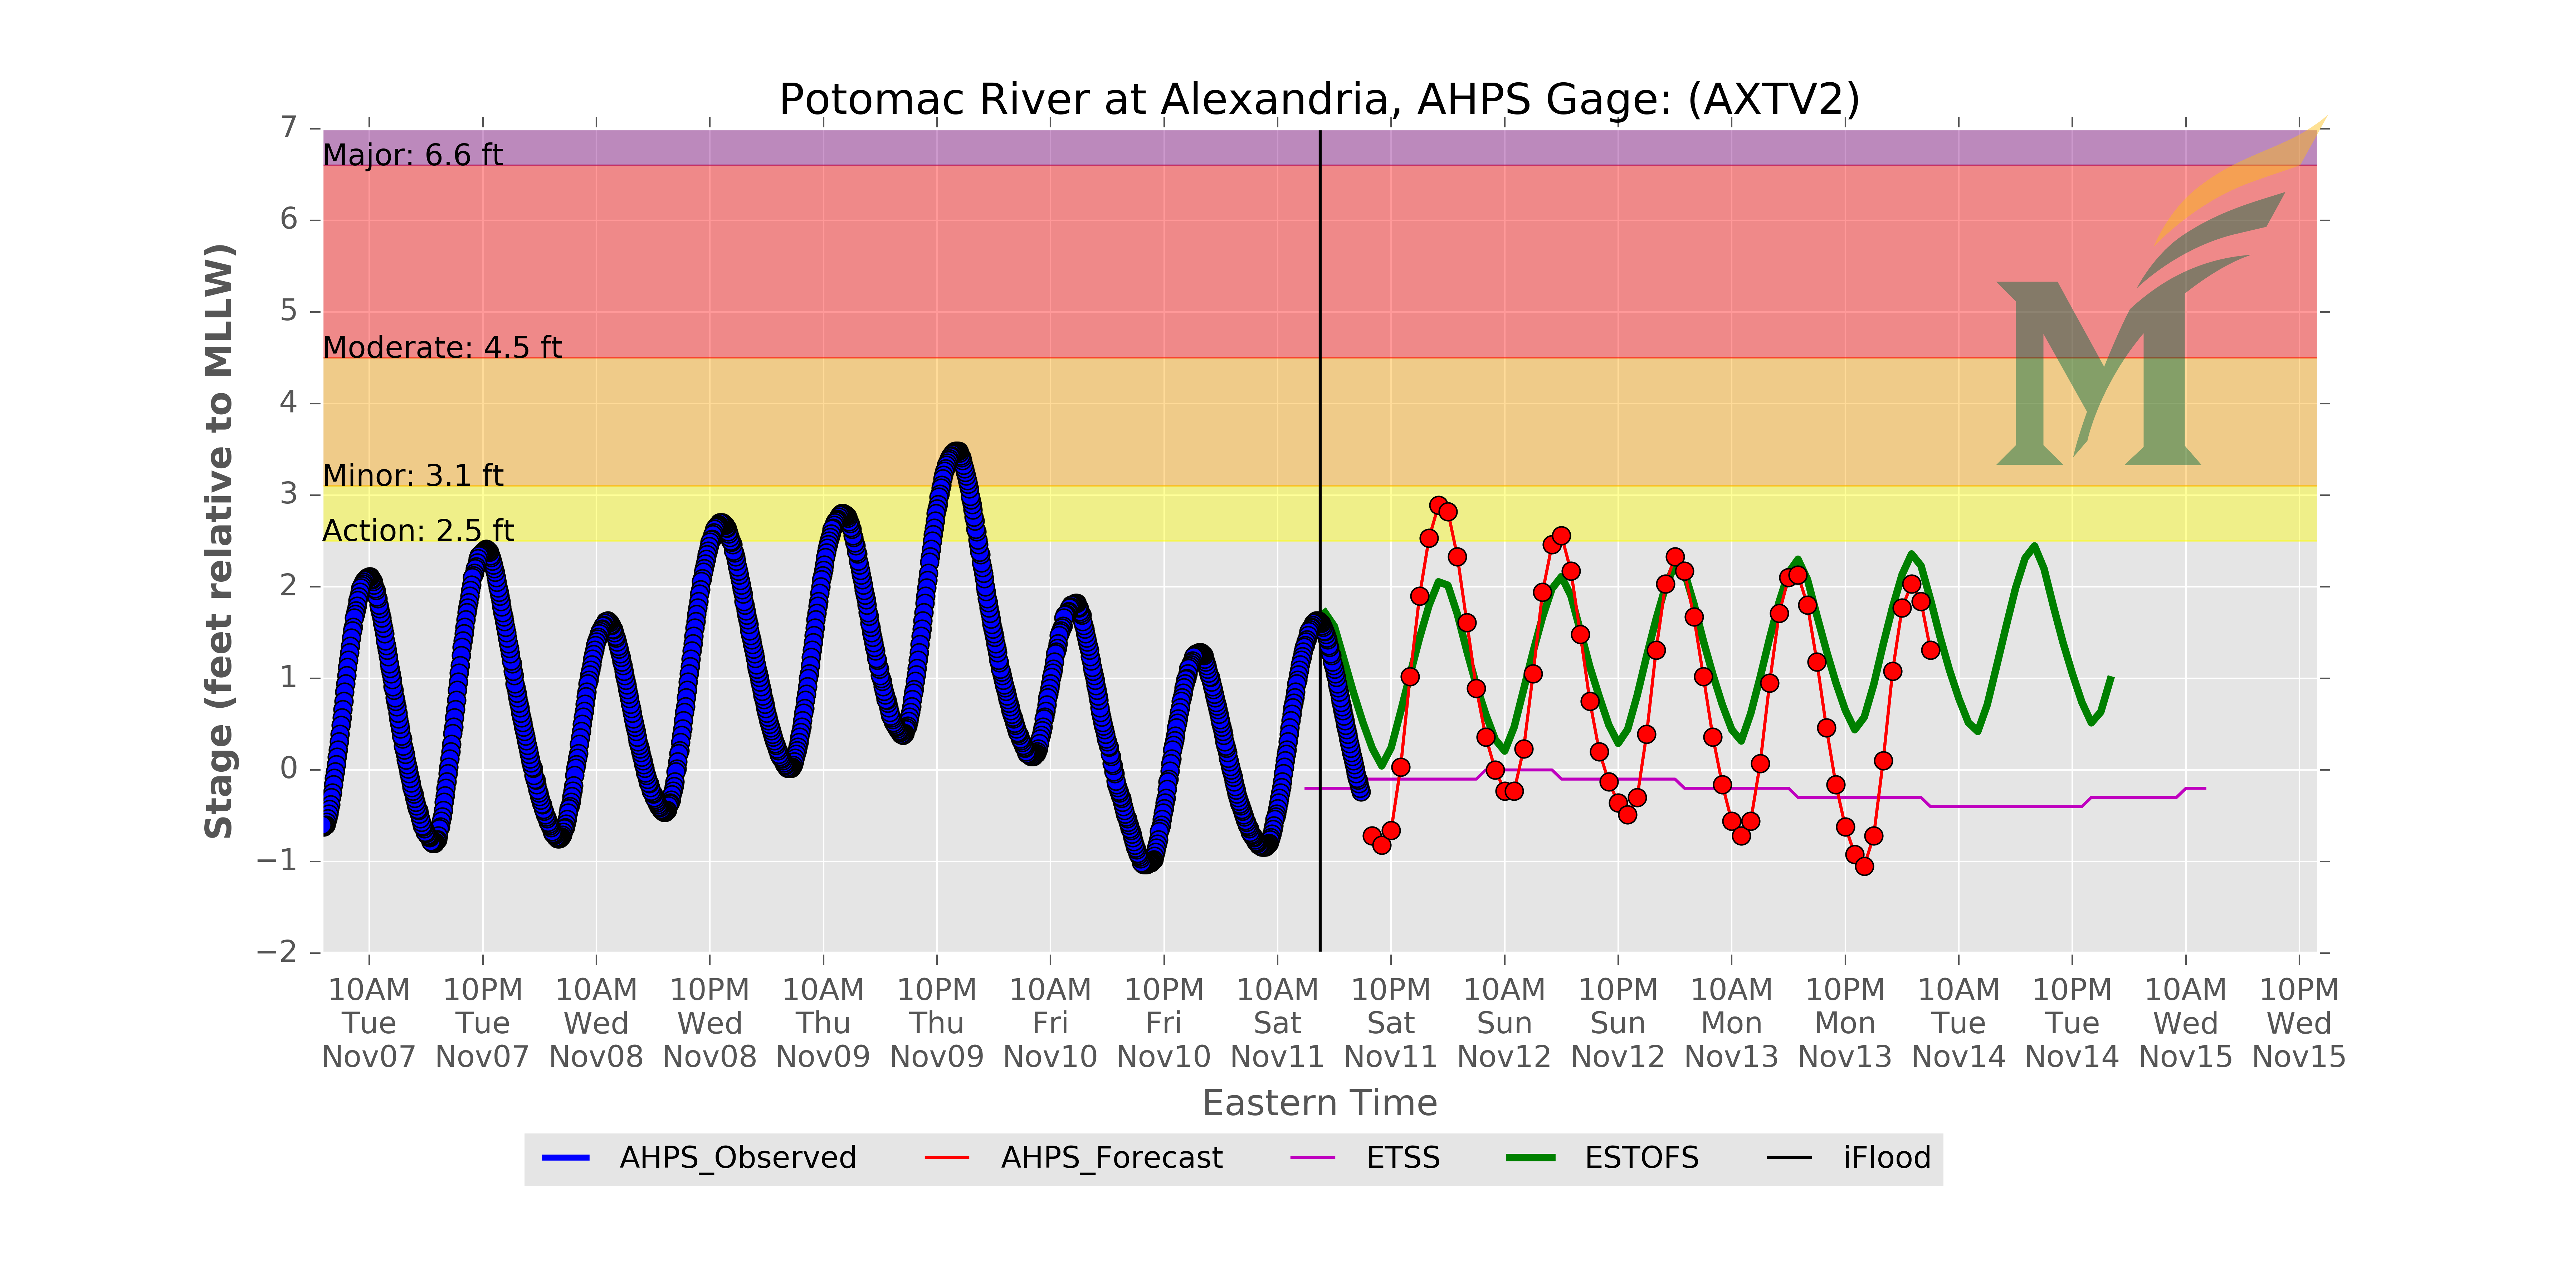 Potomac River at Alexandria, AHPS Gage: (AXTV2)
7
Major: 6.6 ft
6
5
Moderate: 4.5 ft
4
Minor: 3.1 ft
3
Action: 2.5 ft
2
1
0
−1
−2
Stage (feet relative to MLLW)
10AM 10PM 10AM 10PM 10AM 10PM 10AM 10PM 10AM 10PM 10AM 10PM 10AM 10PM 10AM 10PM 10AM 10PM
Tue Tue Wed Wed Thu Thu Fri Fri Sat Sat Sun Sun Mon Mon Tue Tue Wed Wed
Nov07 Nov07 Nov08 Nov08 Nov09 Nov09 Nov10 Nov10 Nov11 Nov11 Nov12 Nov12 Nov13 Nov13 Nov14 Nov14 Nov15 Nov15
Eastern Time
AHPS_Observed AHPS_Forecast ETSS ESTOFS iFlood
M